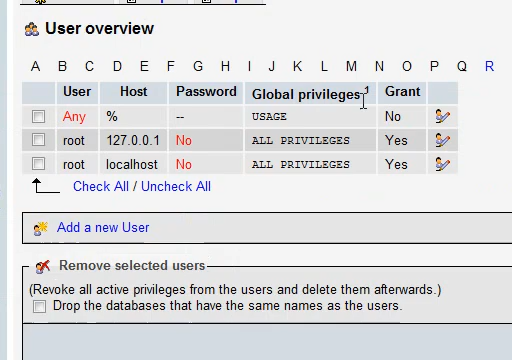 User overview
A B C D E F G H I J K L M N O P Q R
User Host Password Global privileges 1 Grant
Any % -- USAGE No
root 127.0.0.1 No ALL PRIVILEGES Yes
root localhost No ALL PRIVILEGES Yes
Check All / Uncheck All
Add a new User
Remove selected users
(Revoke all active privileges from the users and delete them afterwards.)
Drop the databases that have the same names as the users.